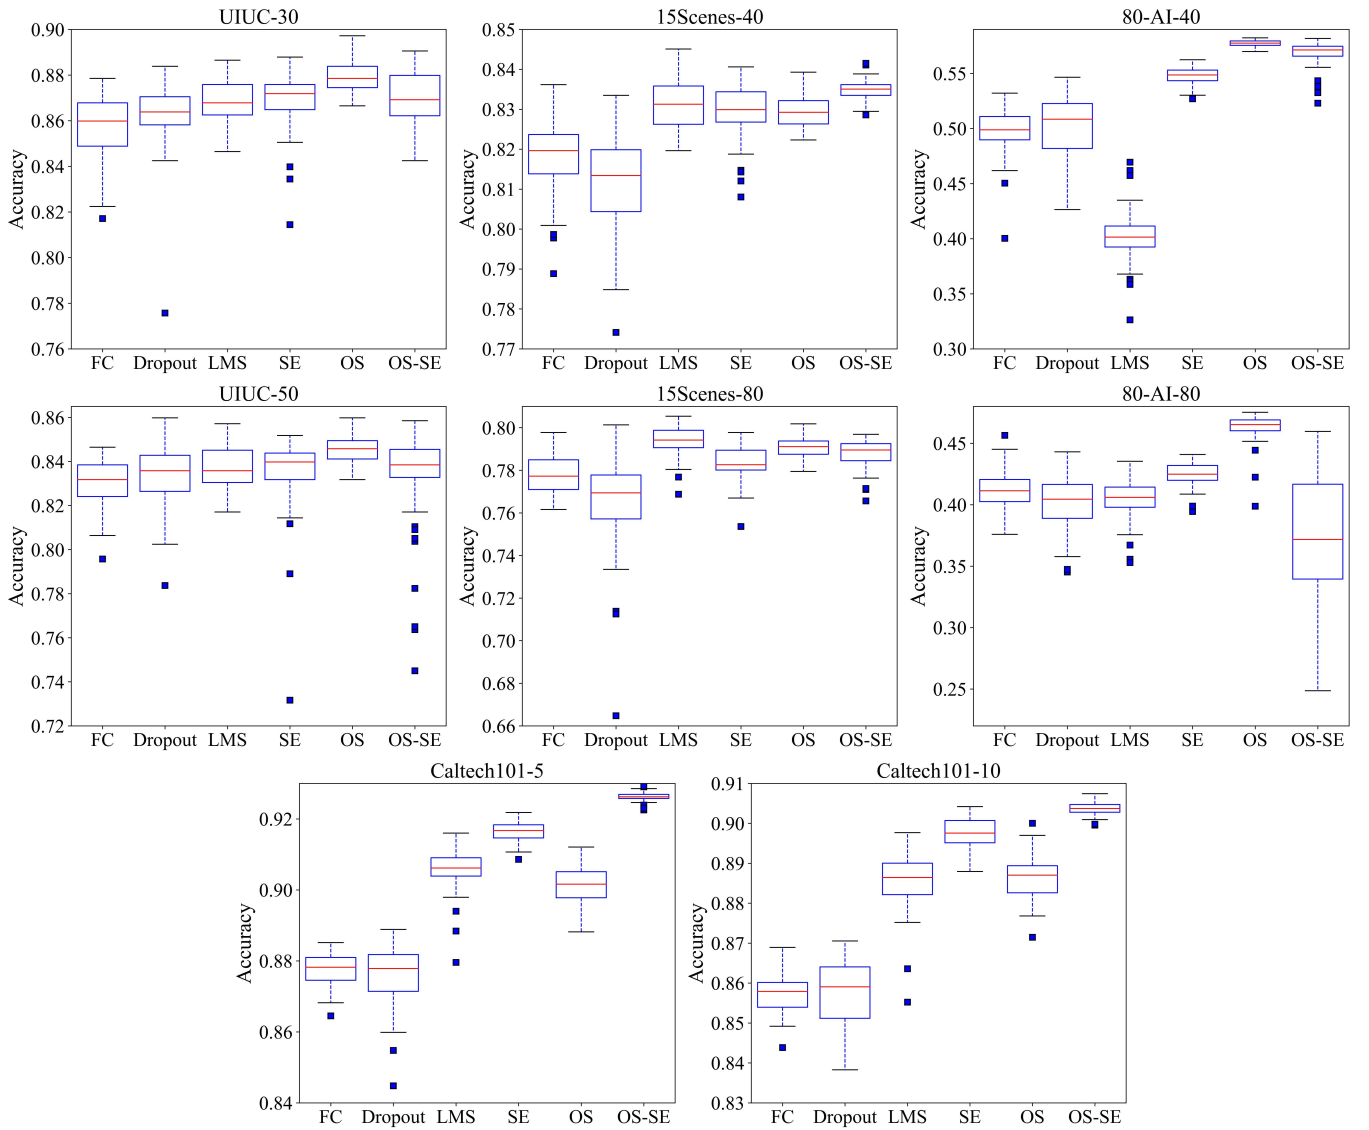 UIUC-30
Accuracy
0.90
0.88
0.86
0.84
0.82
0.80
0.78
0.76
FC Dropout LMS SE OS OS-SE
15Scenes-40
Accuracy
0.85
0.84
0.83
0.82
0.81
0.80
0.79
0.78
0.77
FC Dropout LMS SE OS OS-SE
80-AI-40
Accuracy
0.55
0.50
0.45
0.40
0.35
0.30
FC Dropout LMS SE OS OS-SE
UIUC-50
Accuracy
0.86
0.84
0.82
0.80
0.78
0.76
0.74
0.72
FC Dropout LMS SE OS OS-SE
15Scenes-80
Accuracy
0.80
0.78
0.76
0.74
0.72
0.70
0.68
0.66
FC Dropout LMS SE OS OS-SE
80-AI-80
Accuracy
0.45
0.40
0.35
0.30
0.25
FC Dropout LMS SE OS OS-SE
Caltech101-5
Accuracy
0.92
0.90
0.88
0.86
0.84
FC Dropout LMS SE OS OS-SE
Caltech101-10
Accuracy
0.91
0.90
0.89
0.88
0.87
0.86
0.85
0.84
0.83
FC Dropout LMS SE OS OS-SE